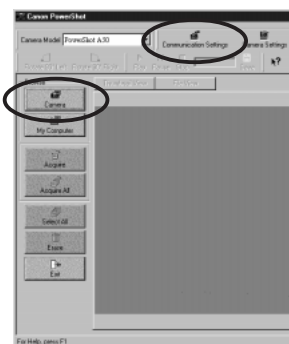 Canon PowerShot
Camera Model PowerShot A30
Communication Settings
Camera Settings
Camera
My Computer
Acquire
Acquire All
Select All
Erase
Exit
For Help, press F1